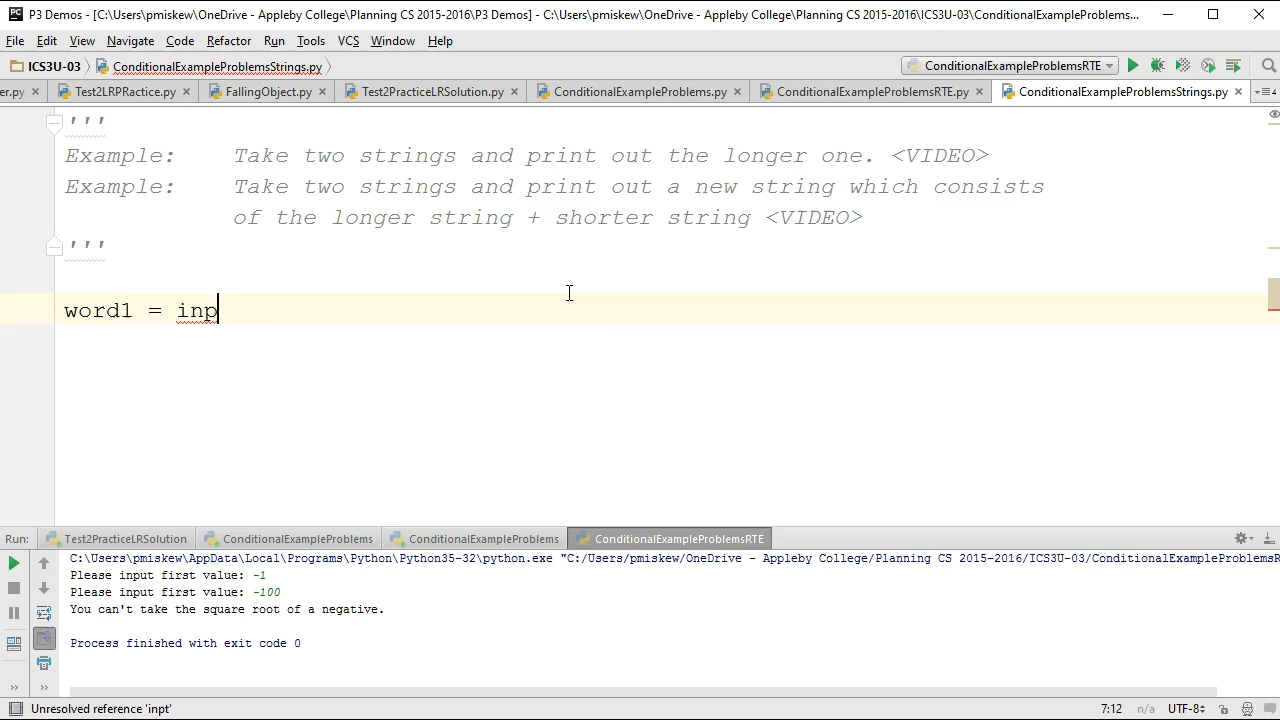 P3 Demos - [C:\Users\pmiskew\OneDrive - Appleby College\Planning CS 2015-2016\P3 Demos] - C:\Users\pmiskew\OneDrive - Appleby College\Planning CS 2015-2016\ICS3U-03\ConditionalExampleProblems...
File Edit View Navigate Code Refactor Run Tools VCS Window Help
ICS3U-03 ConditionalExampleProblemsStrings.py ConditionalExampleProblemsRTE
er.py Test2LRPRactice.py FallingObject.py Test2PracticeLRSolution.py ConditionalExampleProblems.py ConditionalExampleProblemsRTE.py ConditionalExampleProblemsStrings.py 4
'''
Example: Take two strings and print out the longer one. <VIDEO>
Example: Take two strings and print out a new string which consists
of the longer string + shorter string <VIDEO>
'''
word1 = inp
Run: Test2PracticeLRSolution ConditionalExampleProblems ConditionalExampleProblems ConditionalExampleProblemsRTE
C:\Users\pmiskew\AppData\Local\Programs\Python\Python35-32\python.exe "C:/Users/pmiskew/OneDrive - Appleby College/Planning CS 2015-2016/ICS3U-03/ConditionalExampleProblemsR
Please input first value: -1
Please input first value: -100
You can't take the square root of a negative.
Process finished with exit code 0
Unresolved reference 'inpt' 7:12 n/a UTF-8